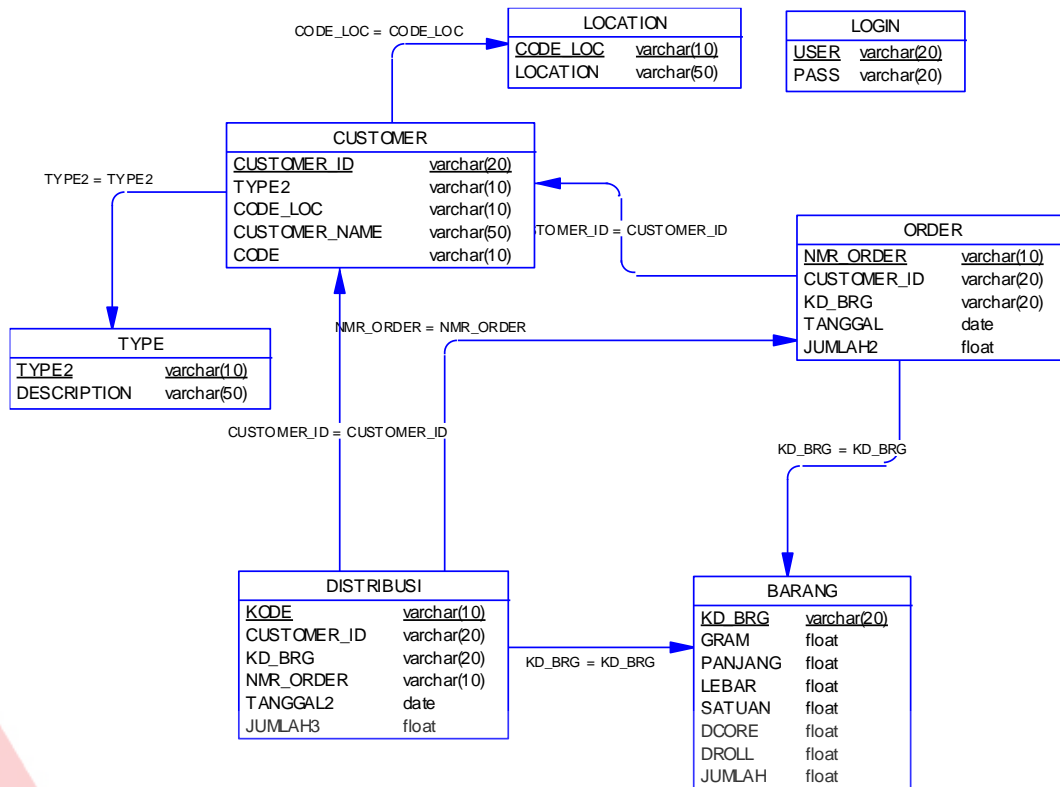 CODE_LOC = CODE_LOC
LOCATION
CODE_LOC varchar(10)
LOCATION varchar(50)
LOGIN
USER varchar(20)
PASS varchar(20)
CUSTOMER
CUSTOMER_ID varchar(20)
TYPE2 varchar(10)
CODE_LOC varchar(10)
CUSTOMER_NAME varchar(50)
CODE varchar(10)
TYPE2 = TYPE2
STOMER_ID = CUSTOMER_ID
ORDER
NMR_ORDER varchar(10)
CUSTOMER_ID varchar(20)
KD_BRG varchar(20)
TANGGAL date
JUMLAH2 float
TYPE
TYPE2 varchar(10)
DESCRIPTION varchar(50)
NMR_ORDER = NMR_ORDER
CUSTOMER_ID = CUSTOMER_ID
KD_BRG = KD_BRG
DISTRIBUSI
KODE varchar(10)
CUSTOMER_ID varchar(20)
KD_BRG varchar(20)
NMR_ORDER varchar(10)
TANGGAL2 date
JUMLAH3 float
KD_BRG = KD_BRG
BARANG
KD_BRG varchar(20)
GRAM float
PANJANG float
LEBAR float
SATUAN float
DCORE float
DROLL float
JUMLAH float